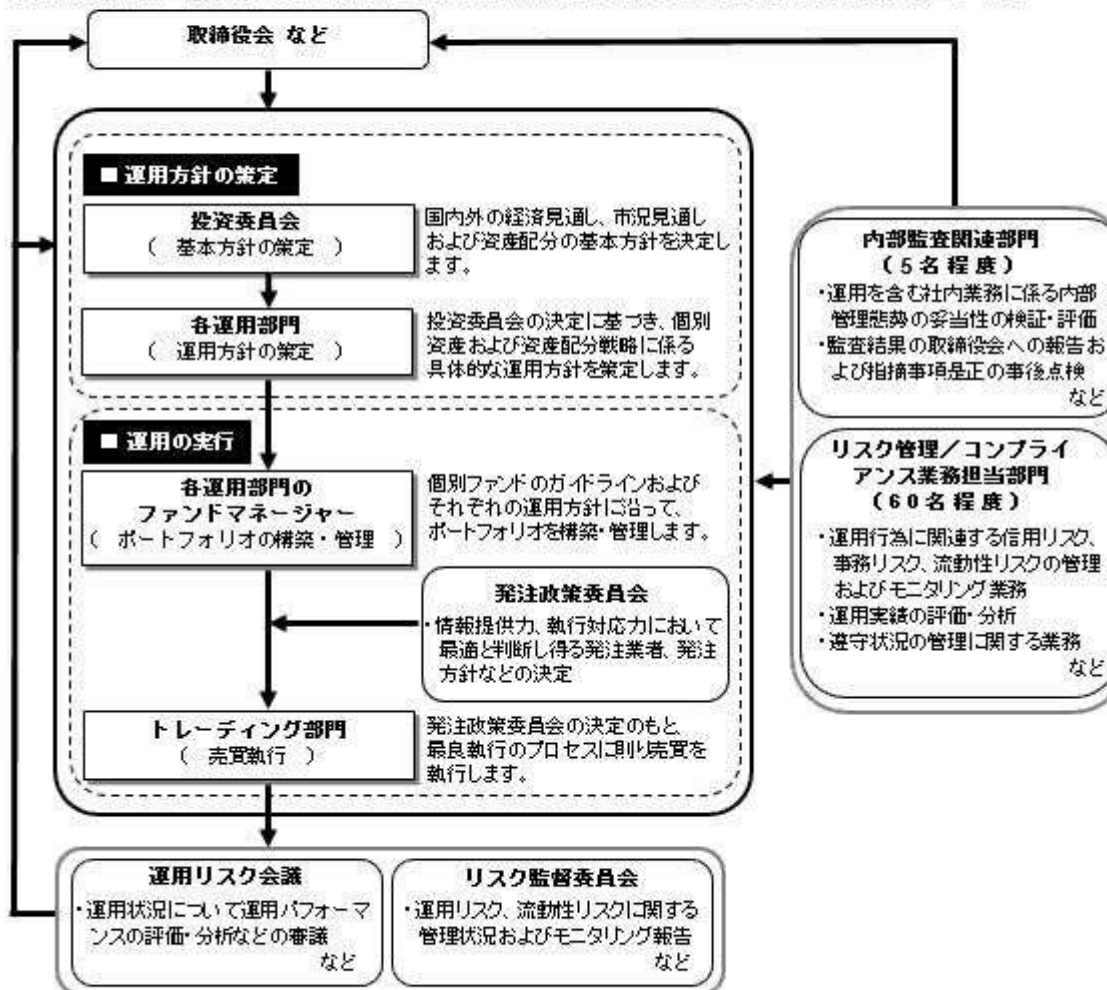 取締役会 など
■ 運用方針の策定
投資委員会
( 基本方針の策定 )
国内外の経済見通し、市況見通し
および資産配分の基本方針を決定し
ます。
各運用部門
( 運用方針の策定 )
投資委員会の決定に基づき、個別
資産および資産配分戦略に係る
具体的な運用方針を策定します。
■ 運用の実行
各運用部門の
ファンドマネージャー
( ポートフォリオの構築・管理 )
個別ファンドのガイドラインおよび
それぞれの運用方針に沿って、
ポートフォリオを構築・管理します。
発注政策委員会
・情報提供力、執行対応力において
最適と判断し得る発注業者、発注
方針などの決定
トレーディング部門
( 売買執行 )
発注政策委員会の決定のもと、
最良執行のプロセスに則り売買を
執行します。
内部監査関連部門
(5名程度)
・運用を含む社内業務に係る内部
管理態勢の妥当性の検証・評価
・監査結果の取締役会への報告お
よび指摘事項是正の事後点検
など
リスク管理/コンプライ
アンス業務担当部門
(60名程度)
・運用行為に関連する信用リスク、
事務リスク、流動性リスクの管理
およびモニタリング業務
・運用実績の評価・分析
・遵守状況の管理に関する業務
など
運用リスク会議
・運用状況について運用パフォーマ
ンスの評価・分析などの審議
など
リスク監督委員会
・運用リスク、流動性リスクに関する
管理状況およびモニタリング報告
など